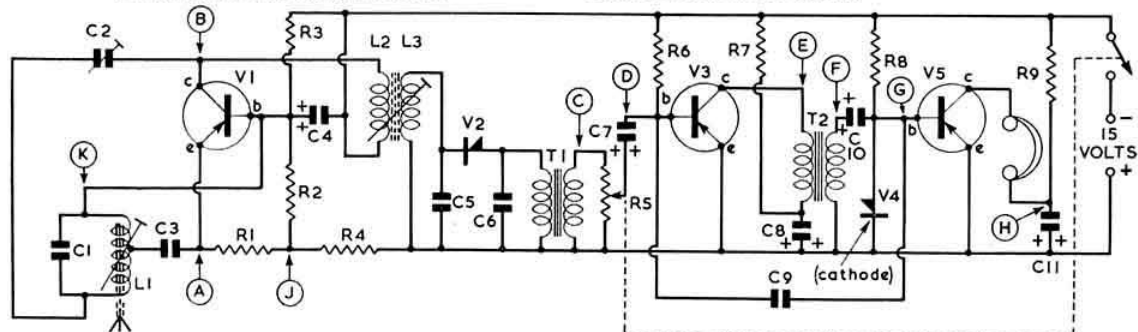 B
C2
R3
L2 L3
c
V1
b
e
C4
K
R2
C1
L1
C3
A
R1
J
R4
V2
C5
C6
T1
C
R5
D
C7
R6
b
V3
c
e
R7
E
F
T2
C
10
C8
V4
(cathode)
R8
G
V5
b
c
e
C9
R9
H
C11
−
15
VOLTS
+